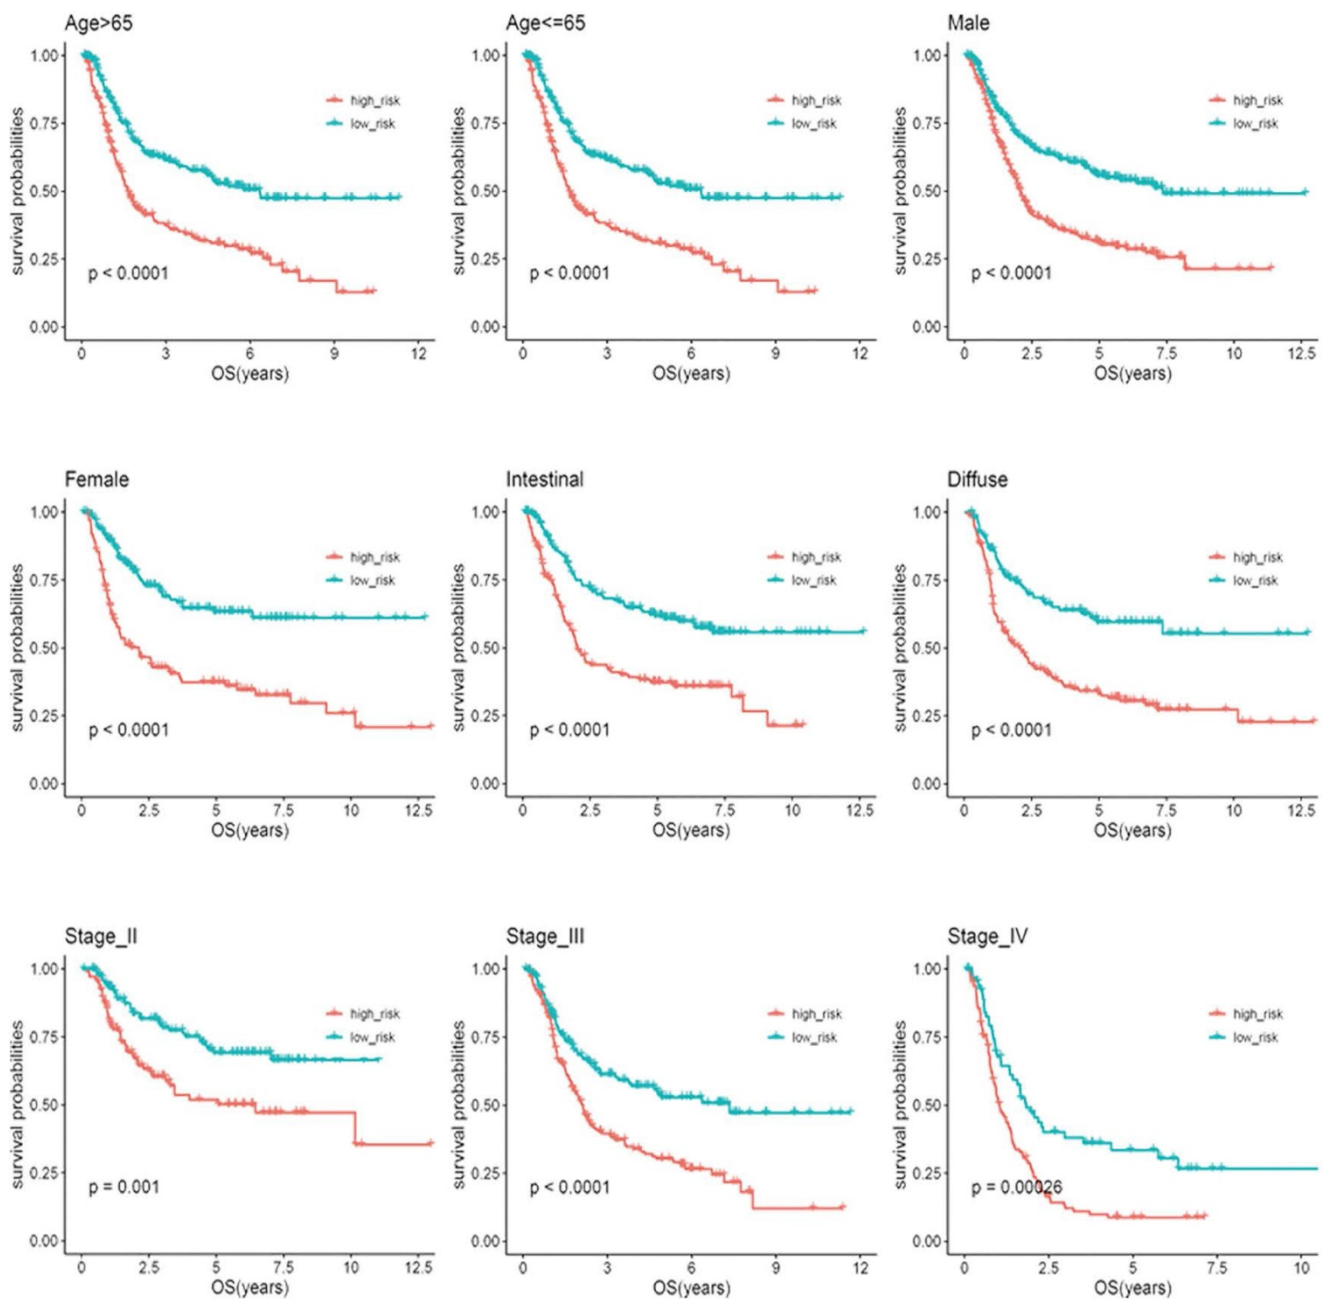 Age>65
Age<=65
Male
1.00
0.75
0.50
0.25
0.00
survival probabilities
high_risk
low_risk
p < 0.0001
0 3 6 9 12
OS(years)
1.00
0.75
0.50
0.25
0.00
survival probabilities
high_risk
low_risk
p < 0.0001
0 3 6 9 12
OS(years)
1.00
0.75
0.50
0.25
0.00
survival probabilities
high_risk
low_risk
p < 0.0001
0 2.5 5 7.5 10 12.5
OS(years)
Female
Intestinal
Diffuse
1.00
0.75
0.50
0.25
0.00
survival probabilities
high_risk
low_risk
p < 0.0001
0 2.5 5 7.5 10 12.5
OS(years)
1.00
0.75
0.50
0.25
0.00
survival probabilities
high_risk
low_risk
p < 0.0001
0 2.5 5 7.5 10 12.5
OS(years)
1.00
0.75
0.50
0.25
0.00
survival probabilities
high_risk
low_risk
p < 0.0001
0 2.5 5 7.5 10 12.5
OS(years)
Stage_II
Stage_III
Stage_IV
1.00
0.75
0.50
0.25
0.00
survival probabilities
high_risk
low_risk
p = 0.001
0 2.5 5 7.5 10 12.5
OS(years)
1.00
0.75
0.50
0.25
0.00
survival probabilities
high_risk
low_risk
p < 0.0001
0 3 6 9 12
OS(years)
1.00
0.75
0.50
0.25
0.00
survival probabilities
high_risk
low_risk
p = 0.00026
0 2.5 5 7.5 10
OS(years)